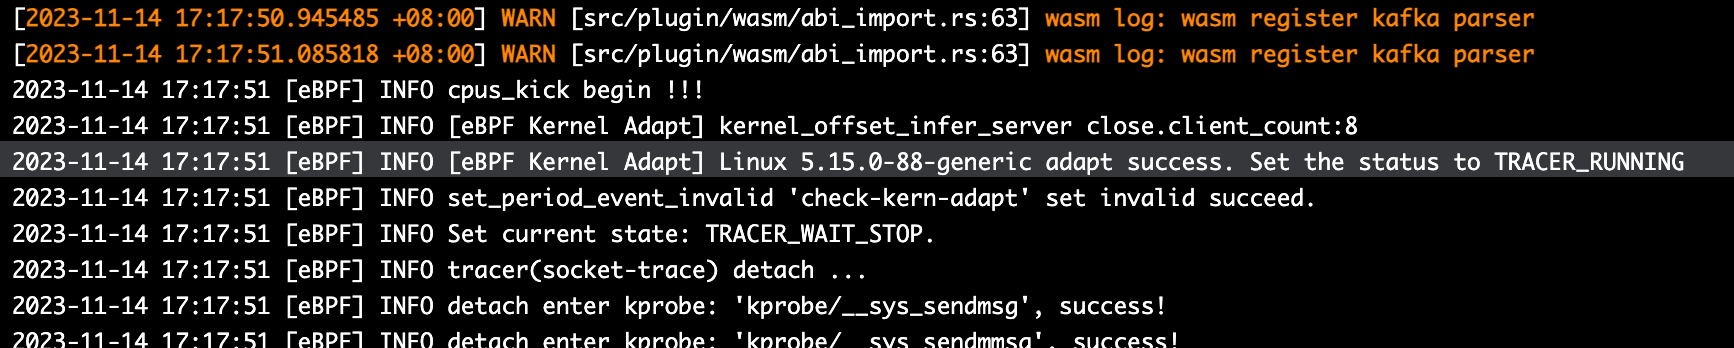 [2023-11-14 17:17:50.945485 +08:00] WARN [src/plugin/wasm/abi_import.rs:63] wasm log: wasm register kafka parser
[2023-11-14 17:17:51.085818 +08:00] WARN [src/plugin/wasm/abi_import.rs:63] wasm log: wasm register kafka parser
2023-11-14 17:17:51 [eBPF] INFO cpus_kick begin !!!
2023-11-14 17:17:51 [eBPF] INFO [eBPF Kernel Adapt] kernel_offset_infer_server close.client_count:8
2023-11-14 17:17:51 [eBPF] INFO [eBPF Kernel Adapt] Linux 5.15.0-88-generic adapt success. Set the status to TRACER_RUNNING
2023-11-14 17:17:51 [eBPF] INFO set_period_event_invalid 'check-kern-adapt' set invalid succeed.
2023-11-14 17:17:51 [eBPF] INFO Set current state: TRACER_WAIT_STOP.
2023-11-14 17:17:51 [eBPF] INFO tracer(socket-trace) detach ...
2023-11-14 17:17:51 [eBPF] INFO detach enter kprobe: 'kprobe/__sys_sendmsg', success!
2023-11-14 17:17:51 [eBPF] INFO detach enter kprobe: 'kprobe/__sys_sendmmsg', success!